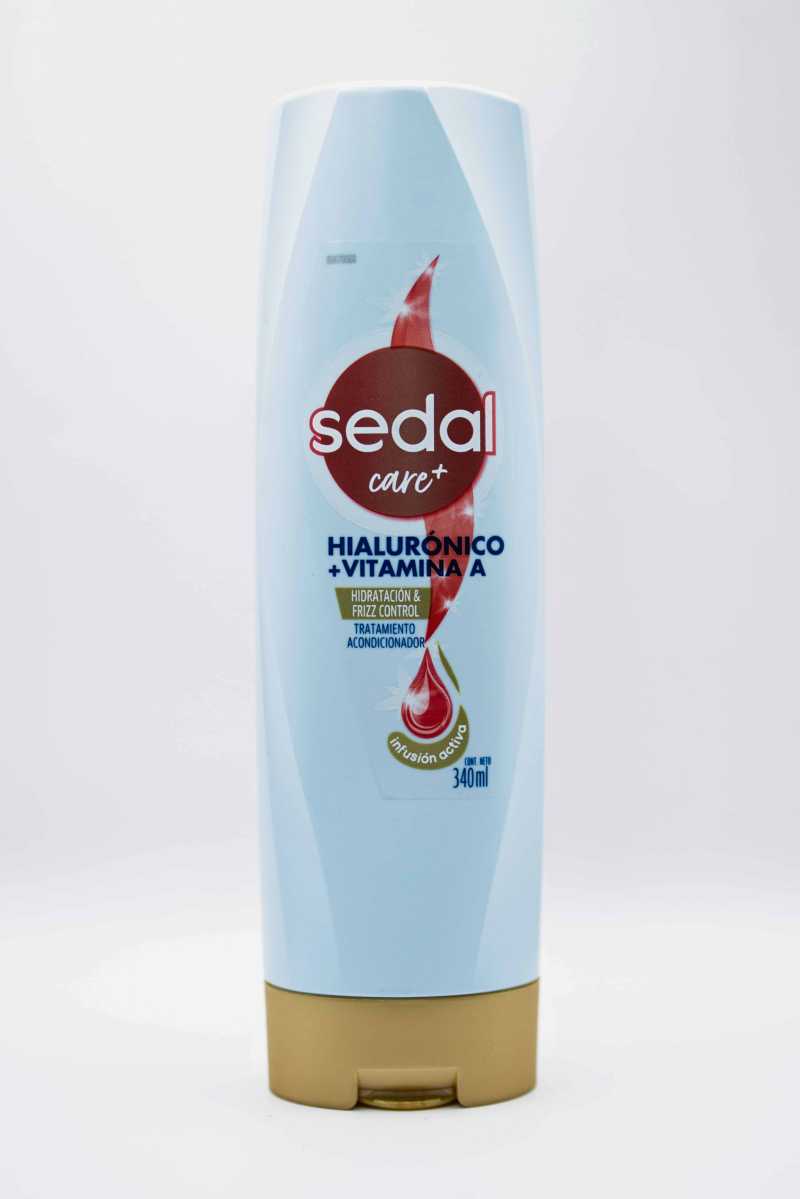 sedal
care+
HIALURÓNICO
+VITAMINA A
HIDRATACIÓN &
FRIZZ CONTROL
TRATAMIENTO
ACONDICIONADOR
infusión activa
CONT. NETO
340ml